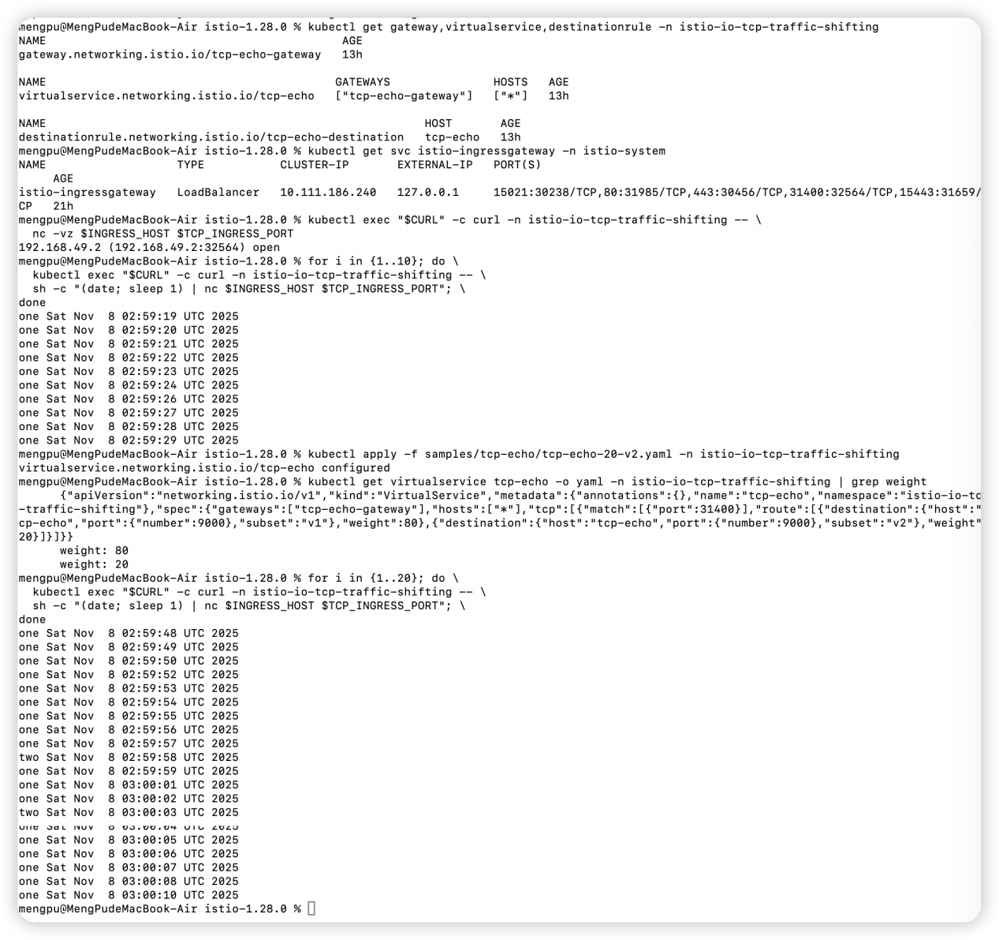 mengpu@MengPudeMacBook-Air istio-1.28.0 % kubectl get gateway,virtualservice,destinationrule -n istio-io-tcp-traffic-shifting
NAME AGE
gateway.networking.istio.io/tcp-echo-gateway 13h
NAME GATEWAYS HOSTS AGE
virtualservice.networking.istio.io/tcp-echo ["tcp-echo-gateway"] ["*"] 13h
NAME HOST AGE
destinationrule.networking.istio.io/tcp-echo-destination tcp-echo 13h
mengpu@MengPudeMacBook-Air istio-1.28.0 % kubectl get svc istio-ingressgateway -n istio-system
NAME TYPE CLUSTER-IP EXTERNAL-IP PORT(S)
AGE
istio-ingressgateway LoadBalancer 10.111.186.240 127.0.0.1 15021:30238/TCP,80:31985/TCP,443:30456/TCP,31400:32564/TCP,15443:31659/
CP 21h
mengpu@MengPudeMacBook-Air istio-1.28.0 % kubectl exec "$CURL" -c curl -n istio-io-tcp-traffic-shifting -- \
nc -vz $INGRESS_HOST $TCP_INGRESS_PORT
192.168.49.2 (192.168.49.2:32564) open
mengpu@MengPudeMacBook-Air istio-1.28.0 % for i in {1..10}; do \
kubectl exec "$CURL" -c curl -n istio-io-tcp-traffic-shifting -- \
sh -c "(date; sleep 1) | nc $INGRESS_HOST $TCP_INGRESS_PORT"; \
done
one Sat Nov 8 02:59:19 UTC 2025
one Sat Nov 8 02:59:20 UTC 2025
one Sat Nov 8 02:59:21 UTC 2025
one Sat Nov 8 02:59:22 UTC 2025
one Sat Nov 8 02:59:23 UTC 2025
one Sat Nov 8 02:59:24 UTC 2025
one Sat Nov 8 02:59:26 UTC 2025
one Sat Nov 8 02:59:27 UTC 2025
one Sat Nov 8 02:59:28 UTC 2025
one Sat Nov 8 02:59:29 UTC 2025
mengpu@MengPudeMacBook-Air istio-1.28.0 % kubectl apply -f samples/tcp-echo/tcp-echo-20-v2.yaml -n istio-io-tcp-traffic-shifting
virtualservice.networking.istio.io/tcp-echo configured
mengpu@MengPudeMacBook-Air istio-1.28.0 % kubectl get virtualservice tcp-echo -o yaml -n istio-io-tcp-traffic-shifting | grep weight
{"apiVersion":"networking.istio.io/v1","kind":"VirtualService","metadata":{"annotations":{},"name":"tcp-echo","namespace":"istio-io-tc
-traffic-shifting"},"spec":{"gateways":["tcp-echo-gateway"],"hosts":["*"],"tcp":[{"match":[{"port":31400}],"route":[{"destination":{"host":"
cp-echo","port":{"number":9000},"subset":"v1"},"weight":80},{"destination":{"host":"tcp-echo","port":{"number":9000},"subset":"v2"},"weight"
20}]}]}}
weight: 80
weight: 20
mengpu@MengPudeMacBook-Air istio-1.28.0 % for i in {1..20}; do \
kubectl exec "$CURL" -c curl -n istio-io-tcp-traffic-shifting -- \
sh -c "(date; sleep 1) | nc $INGRESS_HOST $TCP_INGRESS_PORT"; \
done
one Sat Nov 8 02:59:48 UTC 2025
one Sat Nov 8 02:59:49 UTC 2025
one Sat Nov 8 02:59:50 UTC 2025
one Sat Nov 8 02:59:52 UTC 2025
one Sat Nov 8 02:59:53 UTC 2025
one Sat Nov 8 02:59:54 UTC 2025
one Sat Nov 8 02:59:55 UTC 2025
one Sat Nov 8 02:59:56 UTC 2025
one Sat Nov 8 02:59:57 UTC 2025
two Sat Nov 8 02:59:58 UTC 2025
one Sat Nov 8 02:59:59 UTC 2025
one Sat Nov 8 03:00:01 UTC 2025
one Sat Nov 8 03:00:02 UTC 2025
two Sat Nov 8 03:00:03 UTC 2025
one Sat Nov 8 03:00:04 UTC 2025
one Sat Nov 8 03:00:05 UTC 2025
one Sat Nov 8 03:00:06 UTC 2025
one Sat Nov 8 03:00:07 UTC 2025
one Sat Nov 8 03:00:08 UTC 2025
one Sat Nov 8 03:00:10 UTC 2025
mengpu@MengPudeMacBook-Air istio-1.28.0 %